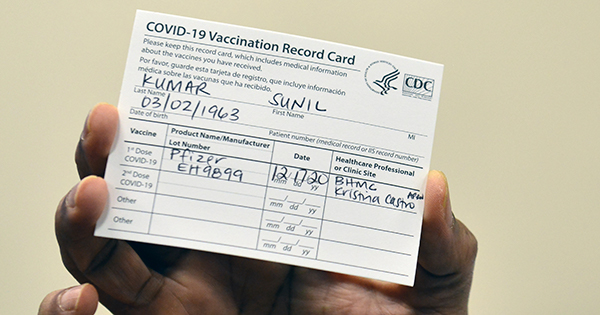 COVID-19 Vaccination Record Card
Please keep this record card, which includes medical information
about the vaccines you have received.
Por favor, guarde esta tarjeta de registro, que incluye información
médica sobre las vacunas que ha recibido.
CDC
KUMAR SUNIL
Last Name First Name MI
03/02/1963
Date of birth Patient number (medical record or IIS record number)
Vaccine Product Name/Manufacturer Date Healthcare Professional
Lot Number or Clinic Site
1st Dose Pfizer 12/17/20 BHMC
COVID-19 EH9899 mm dd yy Kristina Castro
2nd Dose
COVID-19 mm dd yy
Other mm dd yy
Other mm dd yy